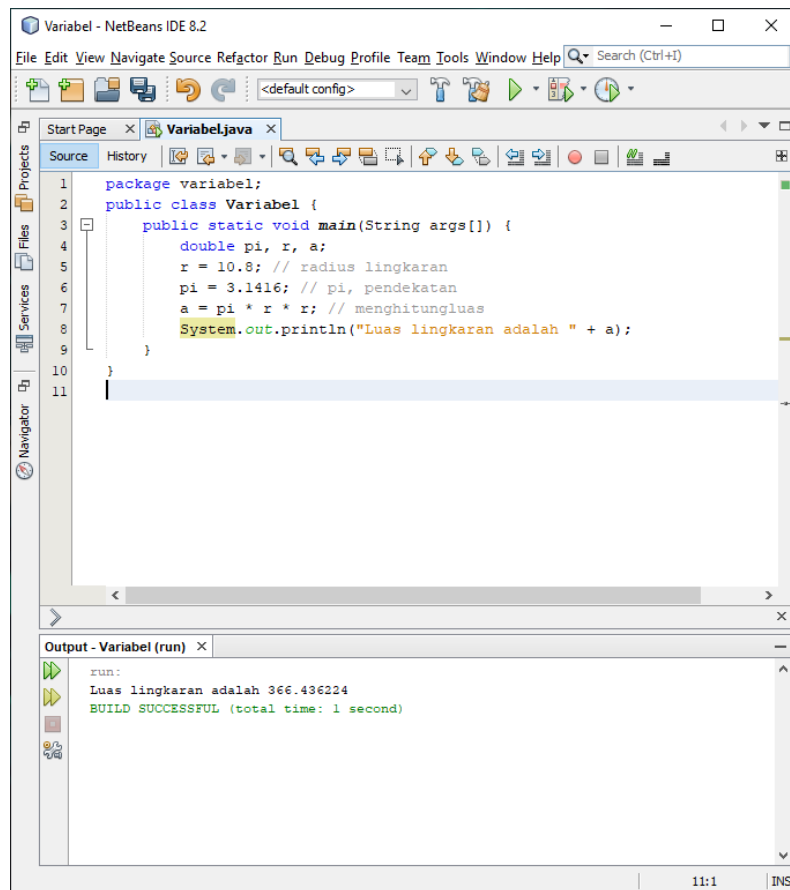 Variabel - NetBeans IDE 8.2
File Edit View Navigate Source Refactor Run Debug Profile Team Tools Window Help Search (Ctrl+I)
<default config>
Start Page Variabel.java
Source History
Projects
Files
Services
Navigator
1 package variabel;
2 public class Variabel {
3 public static void main(String args[]) {
4 double pi, r, a;
5 r = 10.8; // radius lingkaran
6 pi = 3.1416; // pi, pendekatan
7 a = pi * r * r; // menghitungluas
8 System.out.println("Luas lingkaran adalah " + a);
9 }
10 }
11
Output - Variabel (run)
run:
Luas lingkaran adalah 366.436224
BUILD SUCCESSFUL (total time: 1 second)
11:1 INS